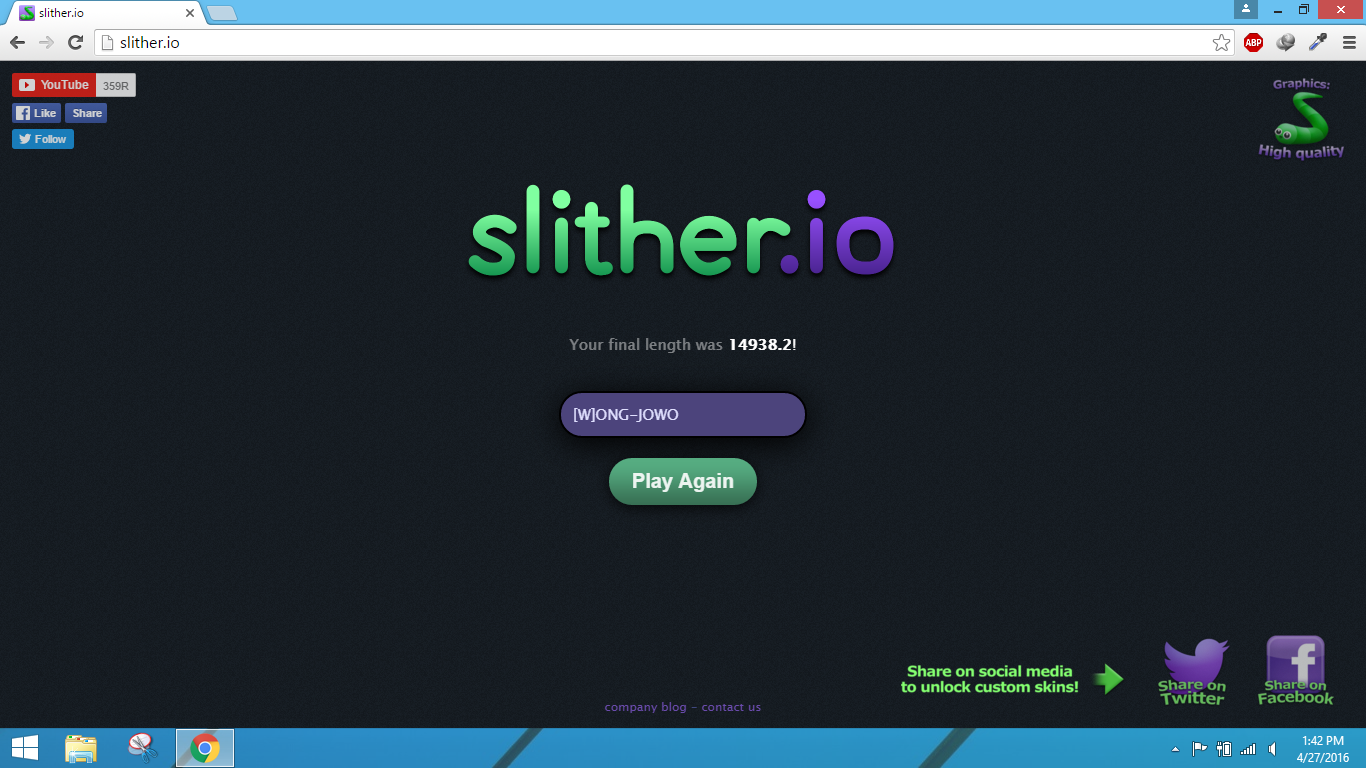 slither.io
slither.io
ABP
YouTube 359R
Like Share
Follow
Graphics:
High quality
slither.io
Your final length was 14938.2!
[W]ONG-JOWO
Play Again
Share on social media
to unlock custom skins!
Share on
Twitter
Share on
Facebook
company blog - contact us
1:42 PM
4/27/2016